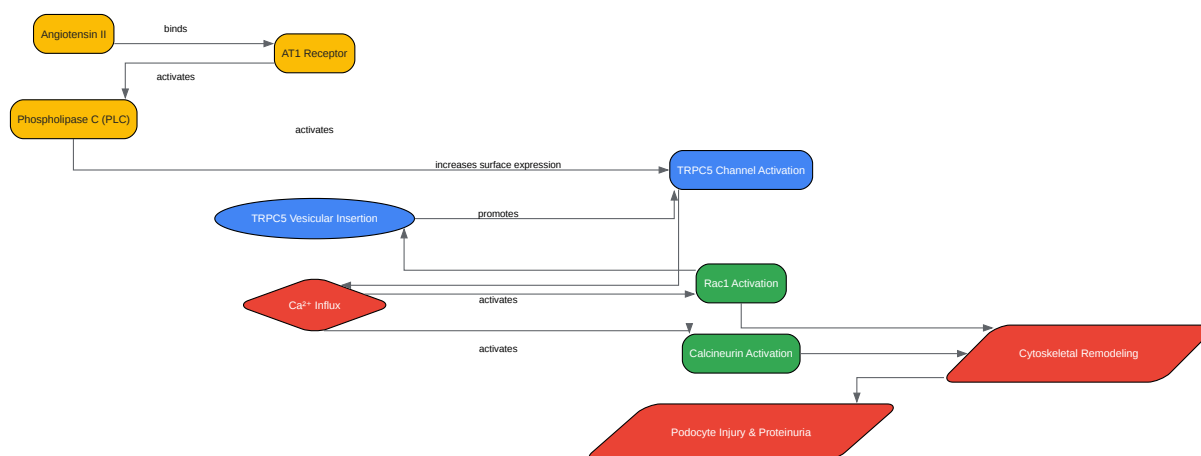 binds
Angiotensin II
AT1 Receptor
activates
Phospholipase C (PLC)
activates
increases surface expression
TRPC5 Channel Activation
TRPC5 Vesicular Insertion
promotes
Rac1 Activation
activates
Ca²⁺ Influx
activates
Calcineurin Activation
Cytoskeletal Remodeling
Podocyte Injury & Proteinuria